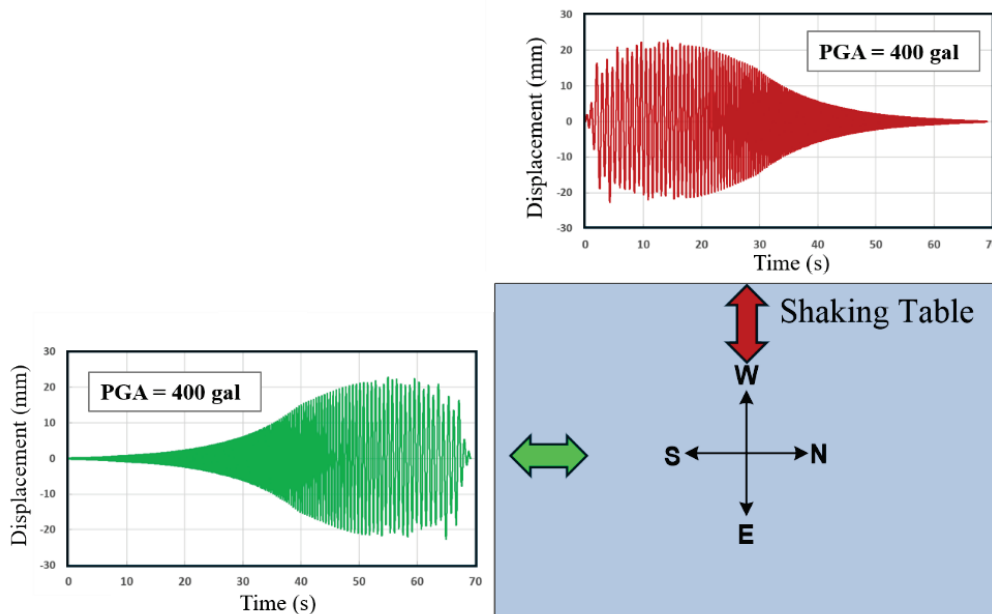 30
20
10
0
-10
-20
-30
Displacement (mm)
PGA = 400 gal
0 10 20 30 40 50 60 7
Time (s)
Shaking Table
W
S N
E
30
20
10
0
-10
-20
-30
Displacement (mm)
PGA = 400 gal
0 10 20 30 40 50 60 70
Time (s)